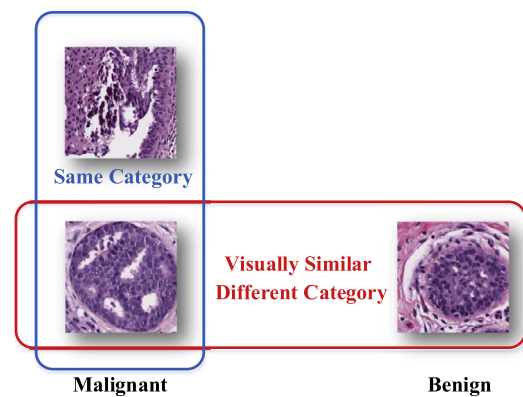 Same Category
Visually Similar
Different Category
Malignant
Benign